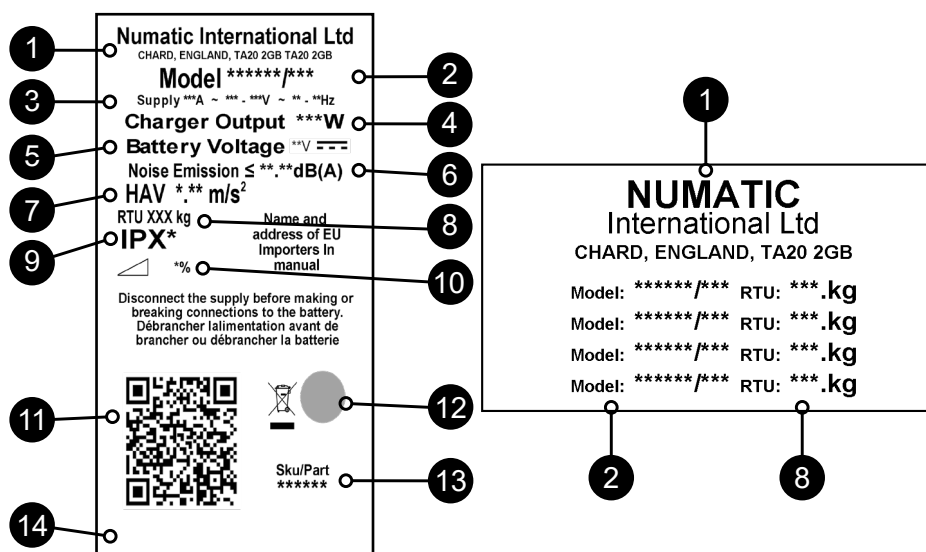 1
Numatic International Ltd
CHARD, ENGLAND, TA20 2GB TA20 2GB
2
Model ******/***
3
Supply ***A ~ *** - ***V ~ ** - **Hz
Charger Output ***W
4
5
Battery Voltage **V
Noise Emission ≤ **.**dB(A)
6
7
HAV *.** m/s²
RTU XXX kg
8
9
IPX*
Name and
address of EU
Importers In
manual
*%
10
Disconnect the supply before making or
breaking connections to the battery.
Débrancher lalimentation avant de
brancher ou débrancher la batterie
11
12
Sku/Part
******
13
14
1
NUMATIC
International Ltd
CHARD, ENGLAND, TA20 2GB
Model: ******/*** RTU: ***.kg
Model: ******/*** RTU: ***.kg
Model: ******/*** RTU: ***.kg
Model: ******/*** RTU: ***.kg
2
8